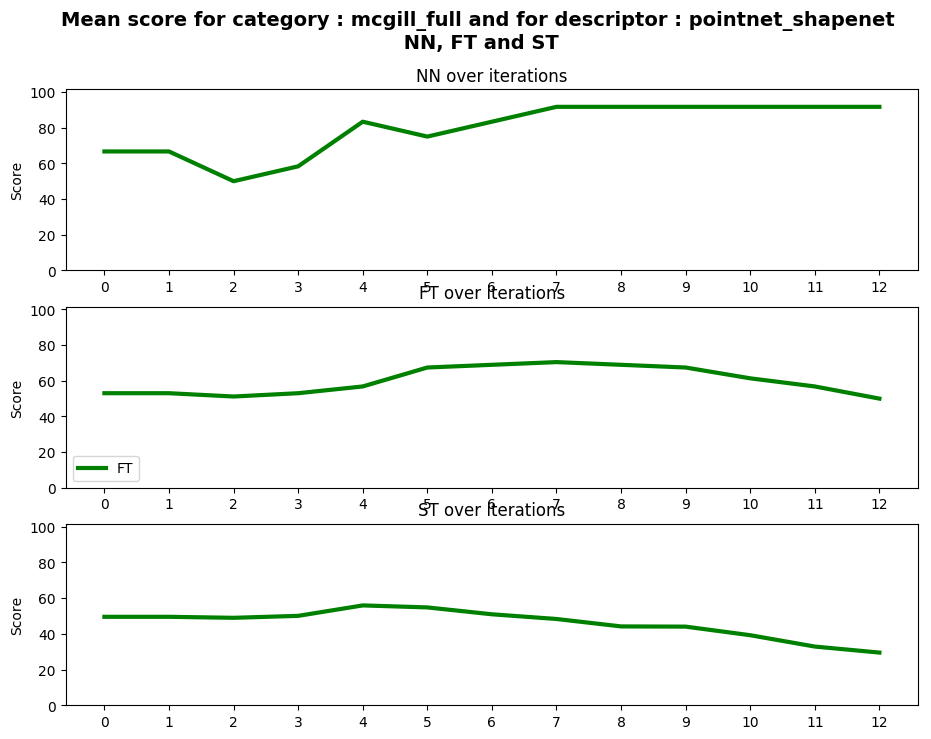 Mean score for category : mcgill_full and for descriptor : pointnet_shapenet
NN, FT and ST
NN over iterations
100
80
60
40
20
0
Score
0 1 2 3 4 5 6 7 8 9 10 11 12
FT over iterations
100
80
60
40
20
0
Score
FT
0 1 2 3 4 5 6 7 8 9 10 11 12
ST over iterations
100
80
60
40
20
0
Score
0 1 2 3 4 5 6 7 8 9 10 11 12